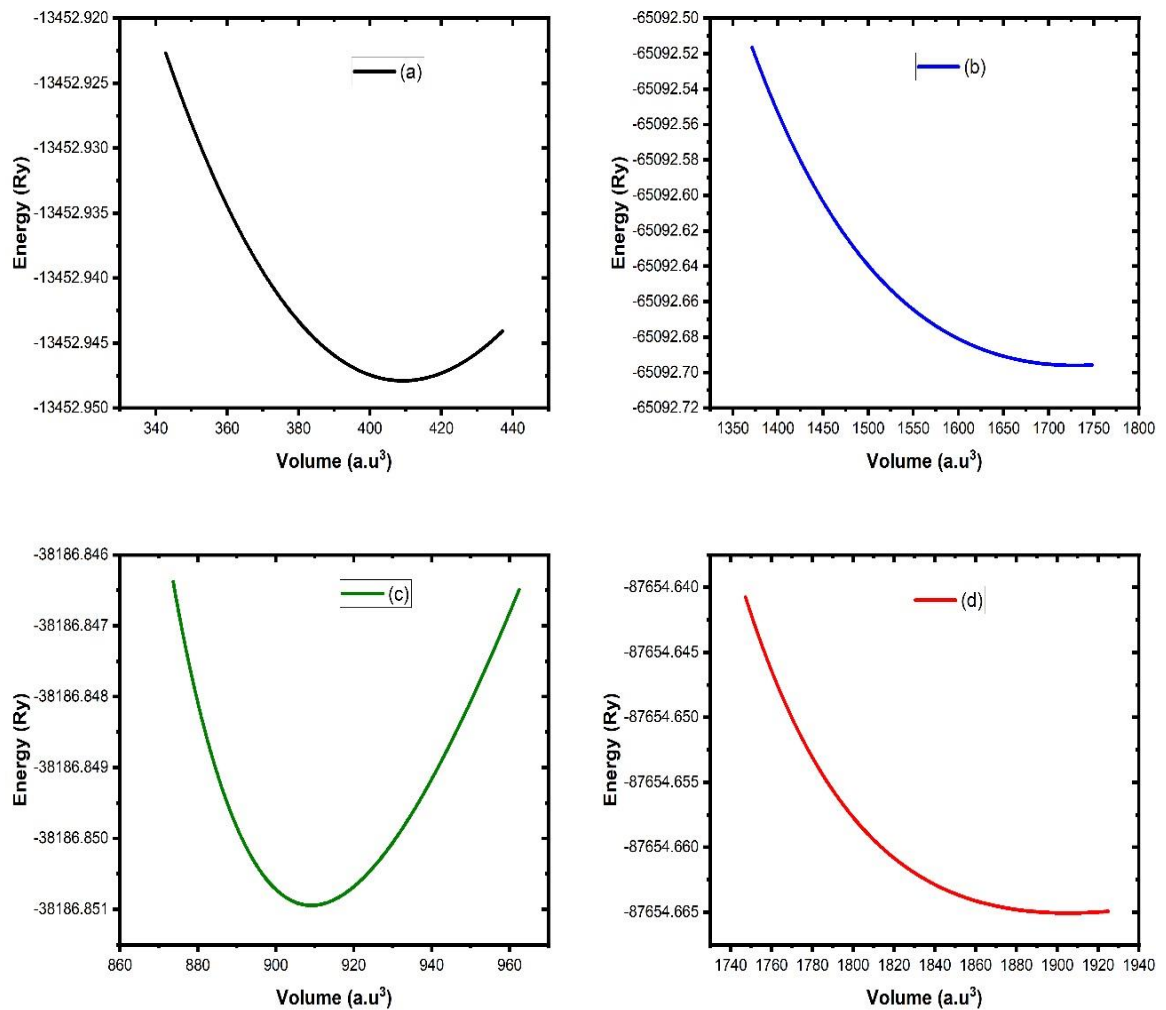 (a)
Energy (Ry)
-13452.920
-13452.925
-13452.930
-13452.935
-13452.940
-13452.945
-13452.950
340 360 380 400 420 440
Volume (a.u³)
(b)
Energy (Ry)
-65092.50
-65092.52
-65092.54
-65092.56
-65092.58
-65092.60
-65092.62
-65092.64
-65092.66
-65092.68
-65092.70
-65092.72
1350 1400 1450 1500 1550 1600 1650 1700 1750 1800
Volume (a.u³)
(c)
Energy (Ry)
-38186.846
-38186.847
-38186.848
-38186.849
-38186.850
-38186.851
860 880 900 920 940 960
Volume (a.u³)
(d)
Energy (Ry)
-87654.640
-87654.645
-87654.650
-87654.655
-87654.660
-87654.665
1740 1760 1780 1800 1820 1840 1860 1880 1900 1920 1940
Volume (a.u³)